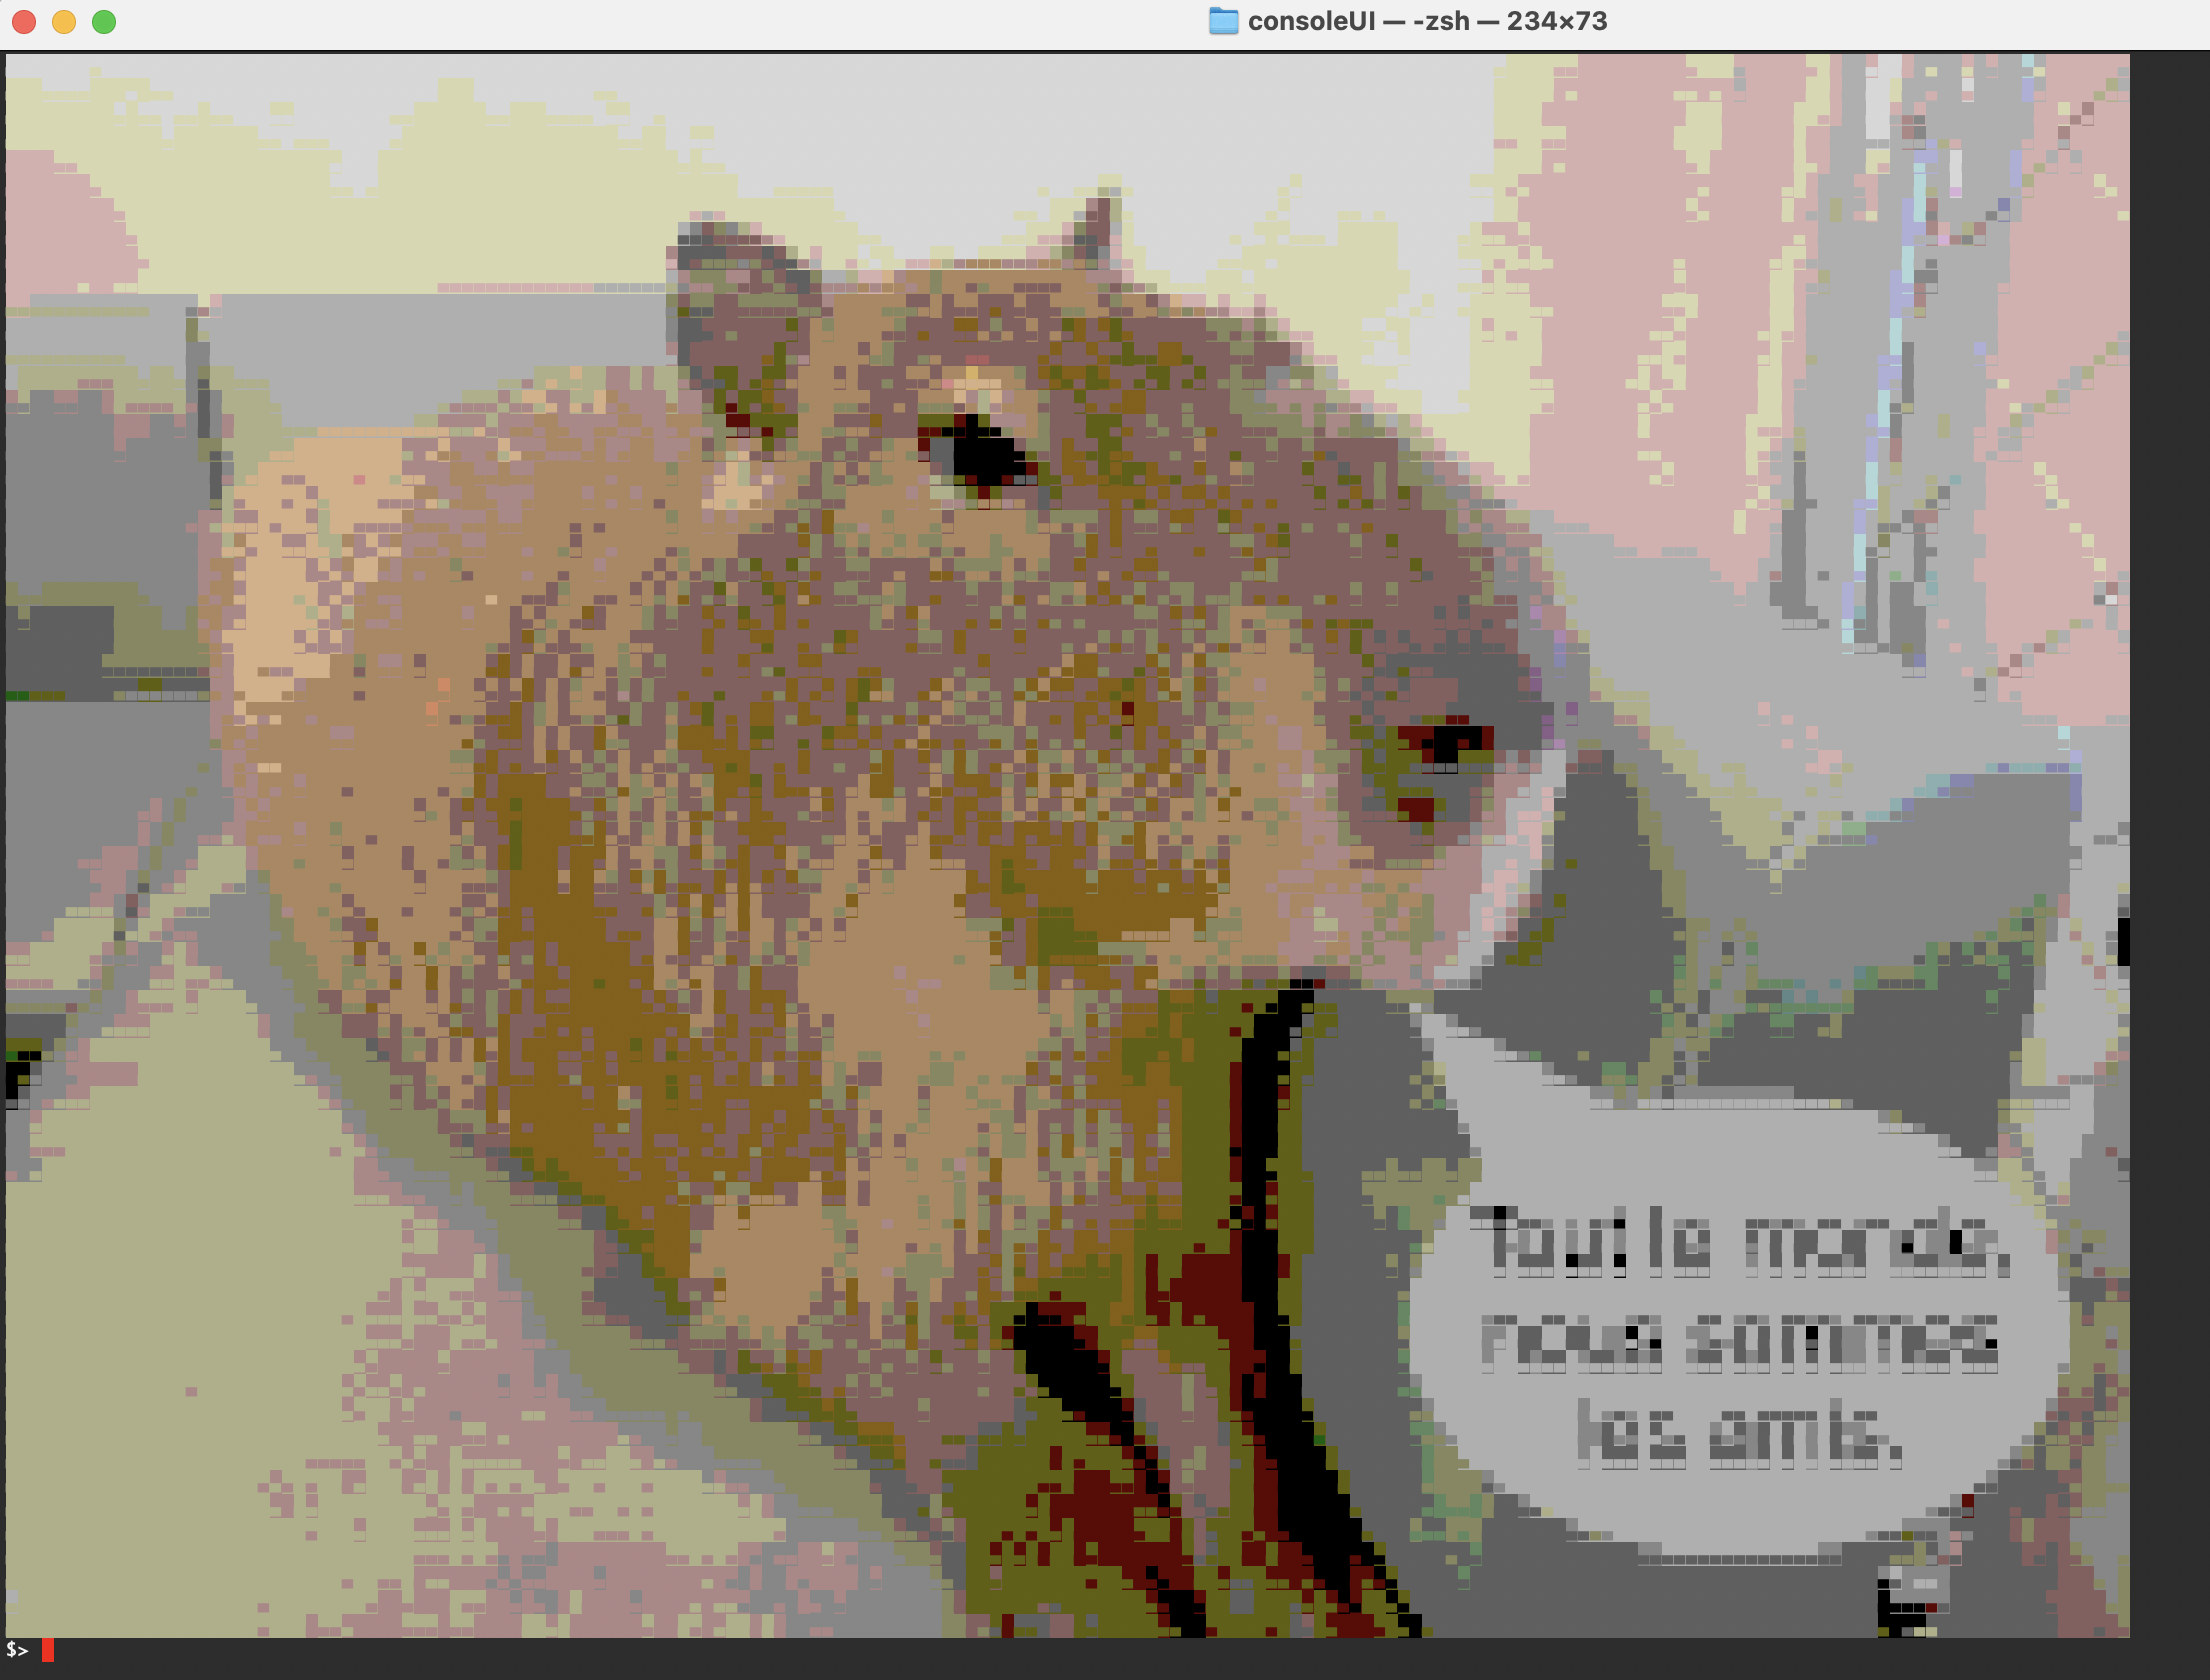 consoleUI — -zsh — 234×73
Tout le monde,
nous sommes
les amis.
$>